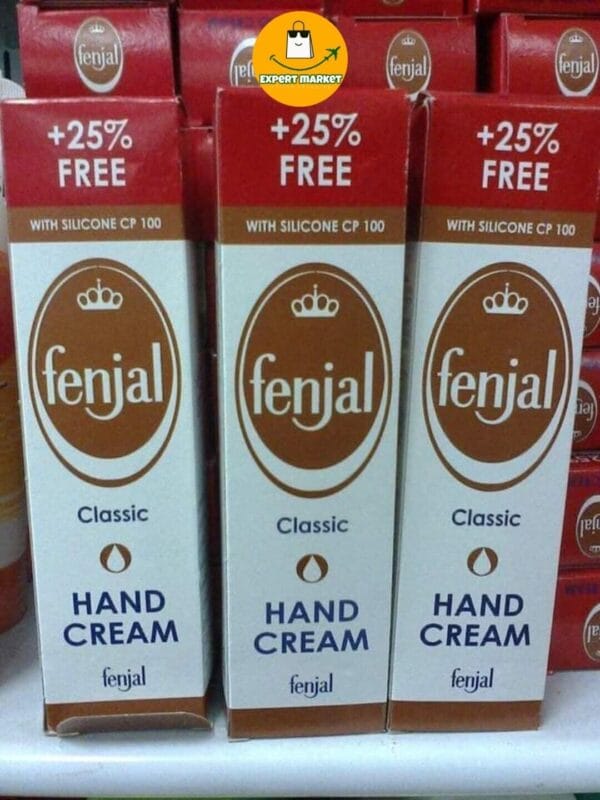 fenjal
fenjal
fenjal
EXPERT MARKET
+25%
FREE
WITH SILICONE CP 100
fenjal
Classic
HAND
CREAM
fenjal
+25%
FREE
WITH SILICONE CP 100
fenjal
Classic
HAND
CREAM
fenjal
+25%
FREE
WITH SILICONE CP 100
fenjal
Classic
HAND
CREAM
fenjal